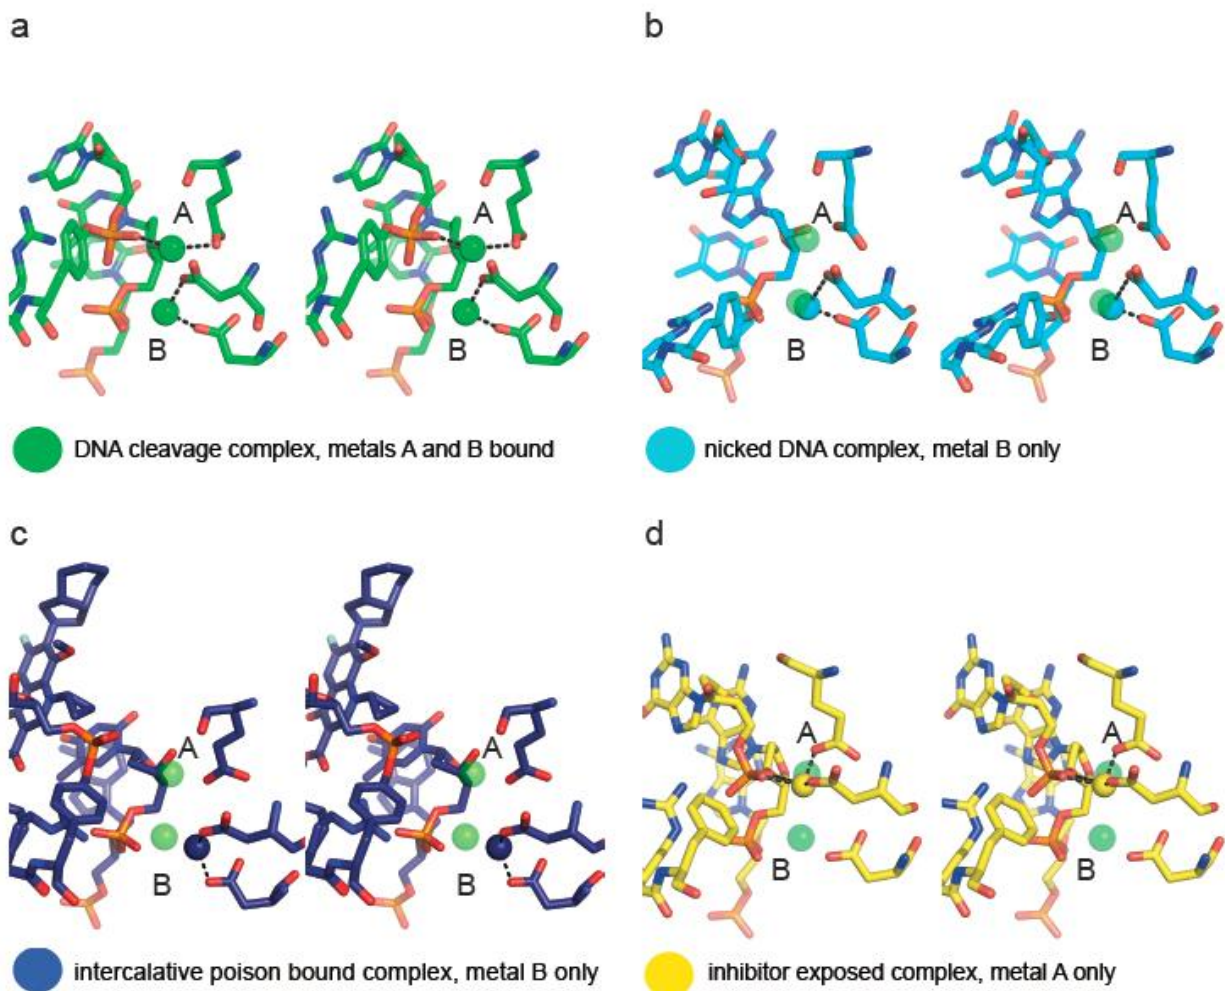 a
b
A
A
B
B
DNA cleavage complex, metals A and B bound
A
A
B
B
nicked DNA complex, metal B only
c
d
A
A
B
B
intercalative poison bound complex, metal B only
A
A
B
B
inhibitor exposed complex, metal A only